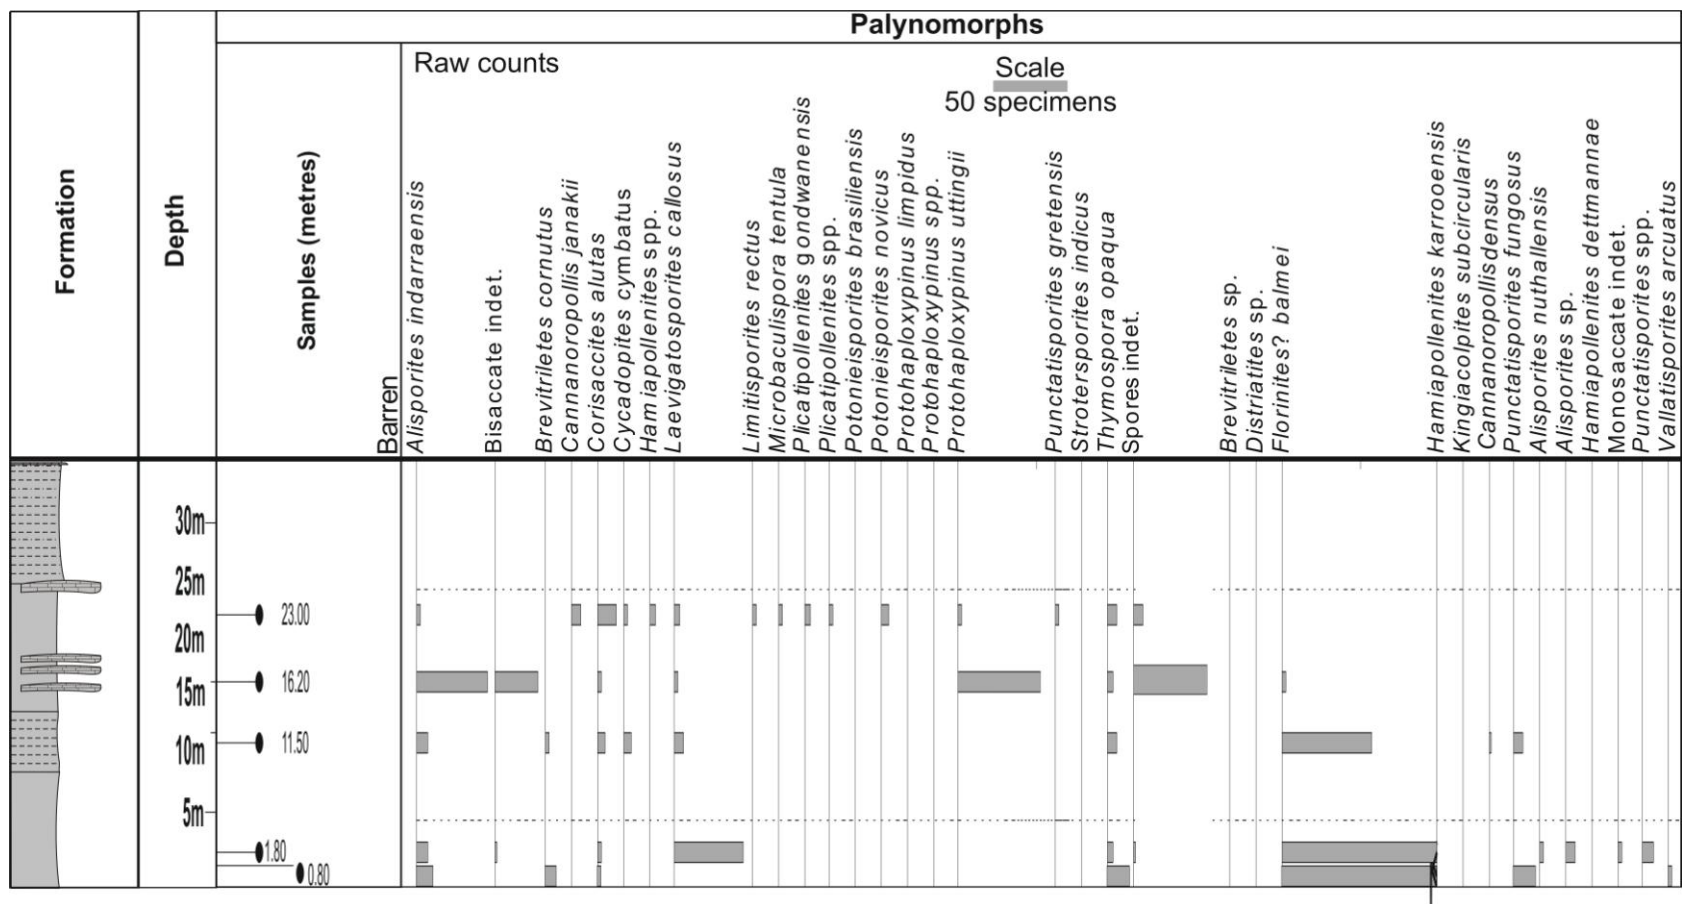 Palynomorphs
Formation
Depth
Samples (metres)
Barren
Raw counts
Scale
50 specimens
Alisporites indarraensis
Bisaccate indet.
Brevitriletes cornutus
Cannanoropollis janakii
Corisaccites alutas
Cycadopites cymbatus
Hamiapollenites spp.
Laevigatosporites callosus
Limitisporites rectus
Microbaculispora tentula
Plicatipollenites gondwanensis
Plicatipollenites spp.
Potonieisporites brasiliensis
Potonieisporites novicus
Protohaploxypinus limpidus
Protohaploxypinus spp.
Protohaploxypinus uttingii
Punctatisporites gretensis
Strotersporites indicus
Thymospora opaqua
Spores indet.
Brevitriletes sp.
Distriatites sp.
Florinites? balmei
Hamiapollenites karrooensis
Kingiacolpites subcircularis
Cannanoropollisdensus
Punctatisporites fungosus
Alisporites nuthallensis
Alisporites sp.
Hamiapollenites dettmannae
Monosaccate indet.
Punctatisporites spp.
Vallatisporites arcuatus
30m
25m
23.00
20m
16.20
15m
11.50
10m
5m
1.80
0.80